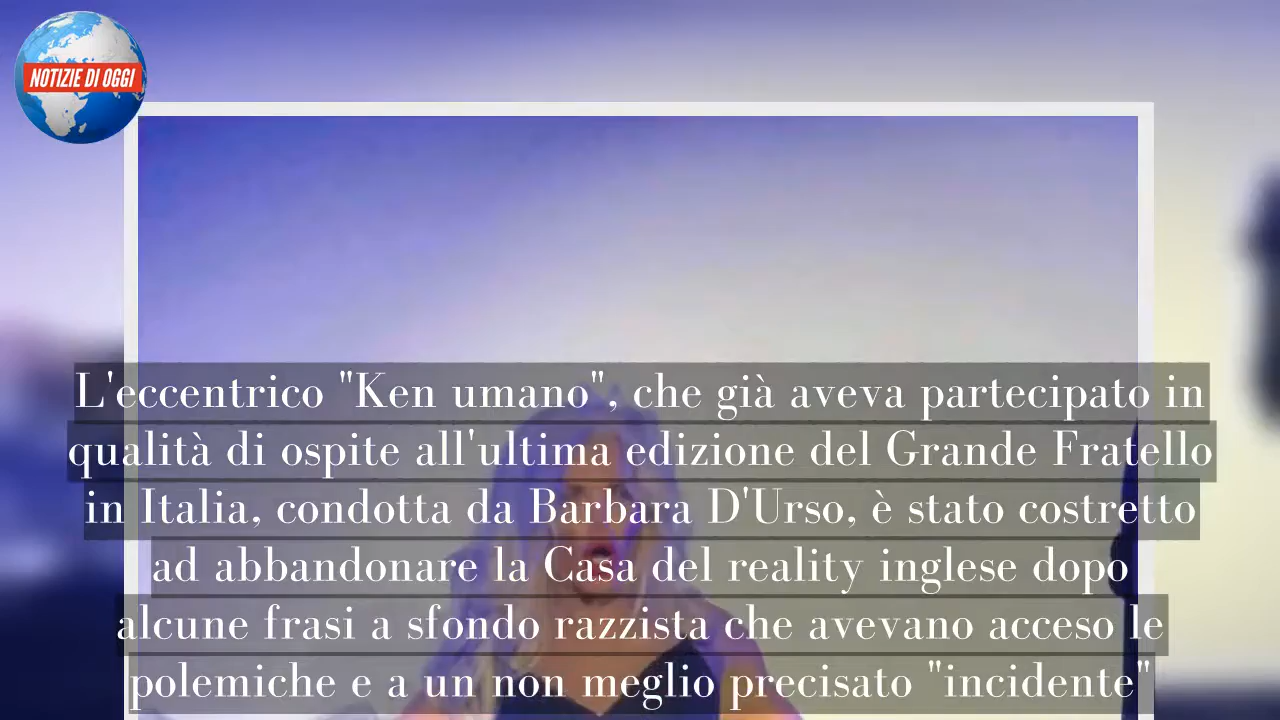 NOTIZIE DI OGGI
L'eccentrico "Ken umano", che già aveva partecipato in
qualità di ospite all'ultima edizione del Grande Fratello
in Italia, condotta da Barbara D'Urso, è stato costretto
ad abbandonare la Casa del reality inglese dopo
alcune frasi a sfondo razzista che avevano acceso le
polemiche e a un non meglio precisato "incidente"